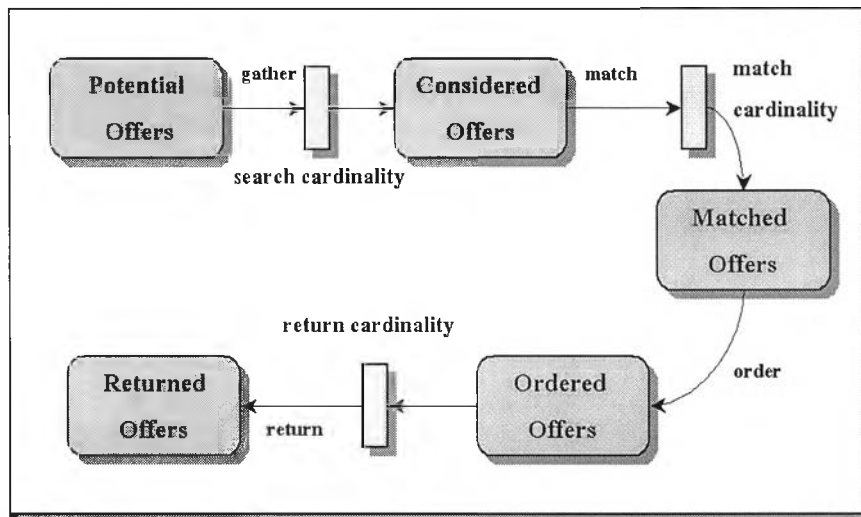 Potential
Offers
gather
search cardinality
Considered
Offers
match
match
cardinality
Matched
Offers
order
Ordered
Offers
return cardinality
return
Returned
Offers